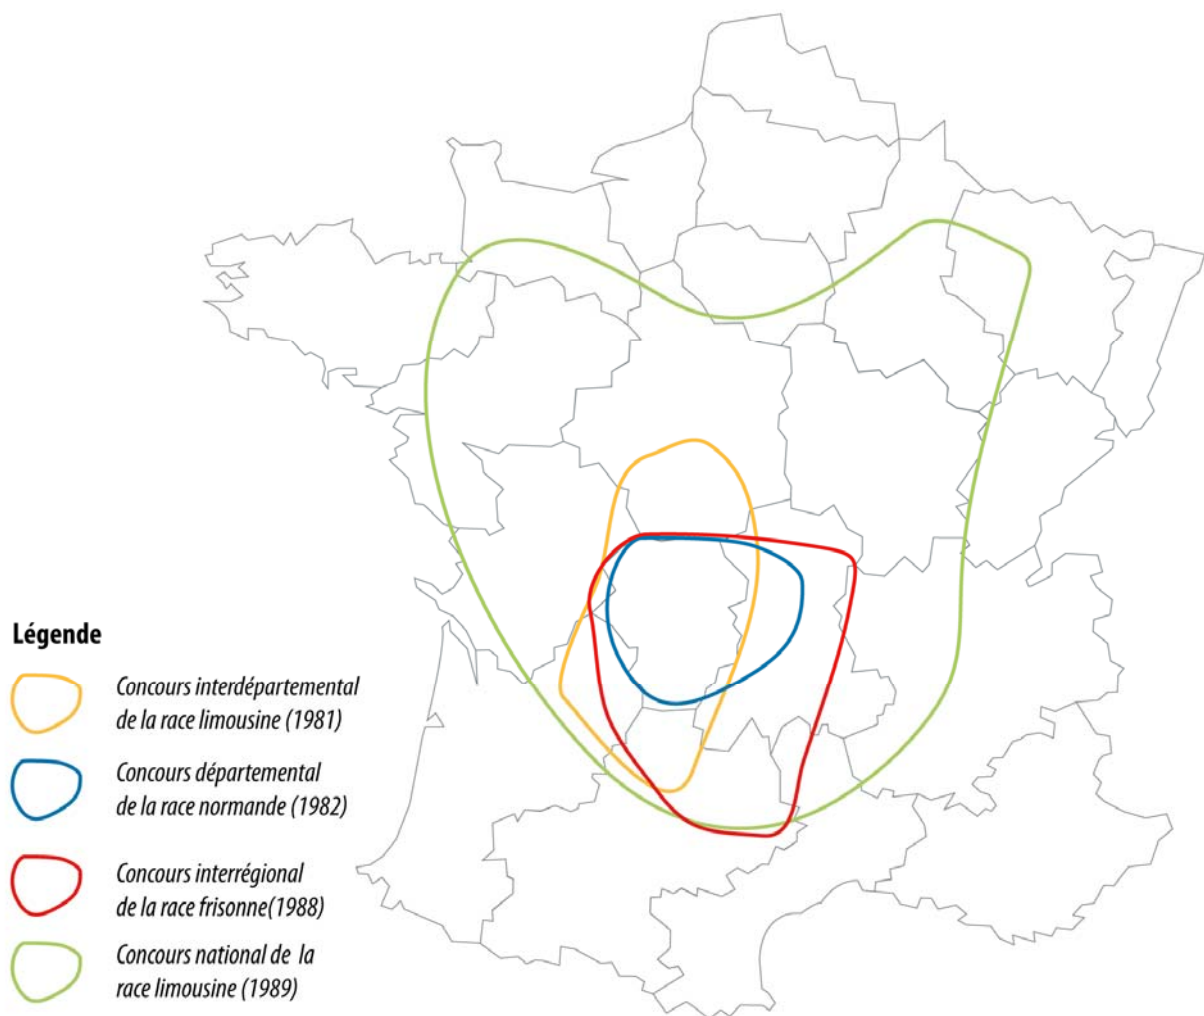 Légende
Concours interdépartemental
de la race limousine (1981)
Concours départemental
de la race normande (1982)
Concours interrégional
de la race frisonne(1988)
Concours national de la
race limousine (1989)